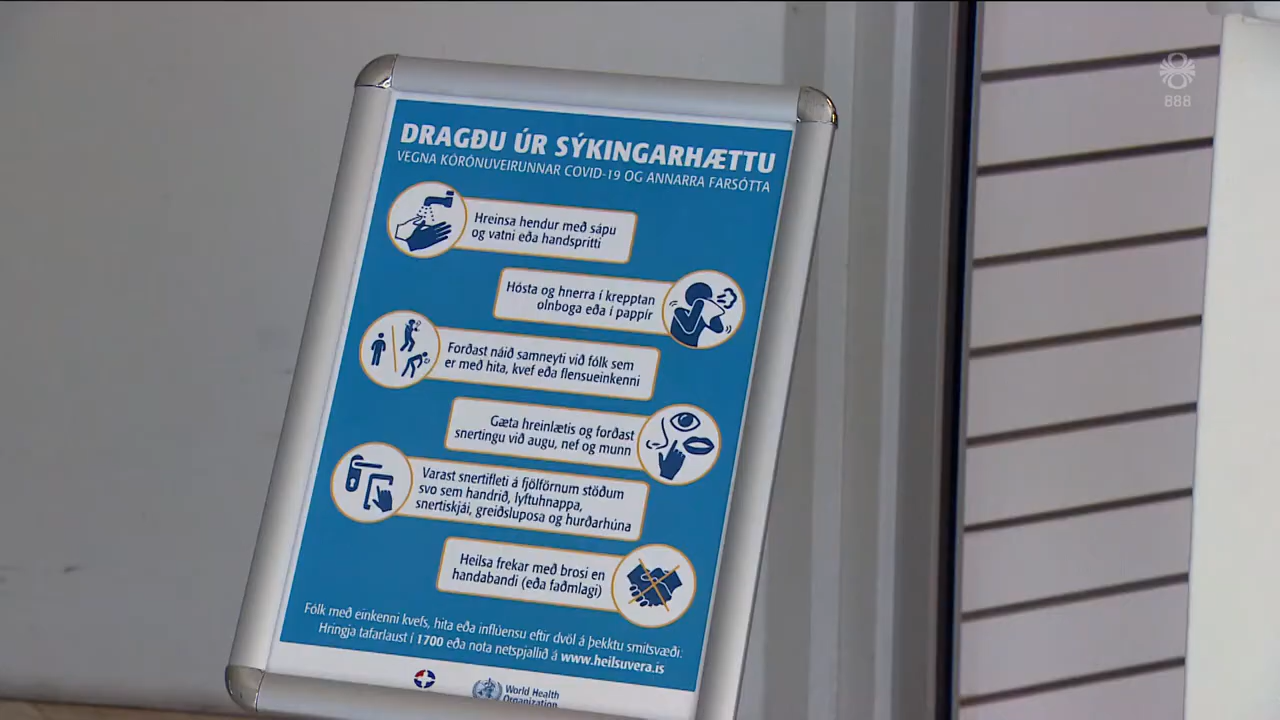 888
DRAGÐU ÚR SÝKINGARHÆTTU
VEGNA KÓRÓNUVEIRUNNAR COVID-19 OG ANNARRA FARSÓTTA
Hreinsa hendur með sápu
og vatni eða handspritti
Hósta og hnerra í krepptan
olnboga eða í pappír
Forðast náið samneyti við fólk sem
er með hita, kvef eða flensueinkenni
Gæta hreinlætis og forðast
snertingu við augu, nef og munn
Varast snertifleti á fjölförnum stöðum
svo sem handrið, lyftuhnappa,
snertiskjái, greiðsluposa og hurðarhúna
Heilsa frekar með brosi en
handabandi (eða faðmlagi)
Fólk með einkenni kvefs, hita eða inflúensu eftir dvöl á þekktu smitsvæði:
Hringja tafarlaust í 1700 eða nota netspjallið á www.heilsuvera.is
World Health
Organization